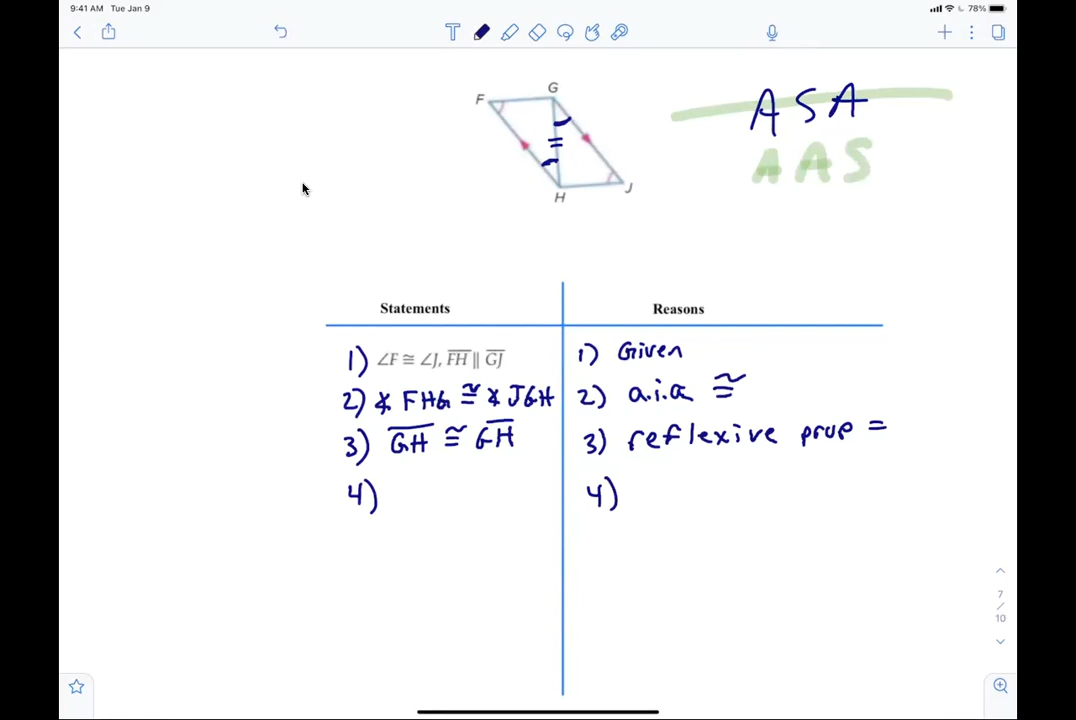 9:41 AM Tue Jan 9
78%
T
F
G
H
J
ASA
AAS
Statements
Reasons
1) ∠F ≅ ∠J, FH ∥ GJ
1) Given
2) ∡ FHG ≅ ∡ JGH
2) a.i.a ≅
3) GH ≅ GH
3) reflexive prop =
4)
4)
7
/
10